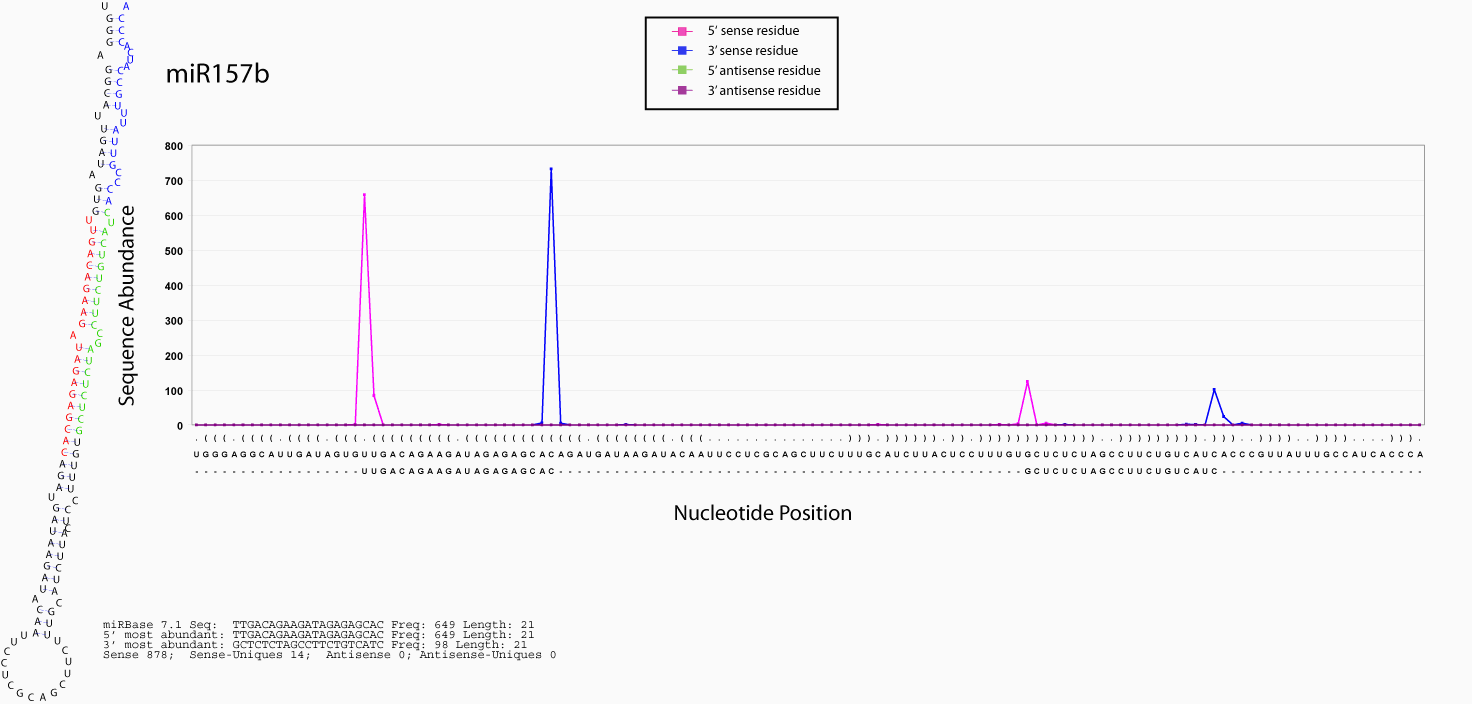 miR157b
5' sense residue
3' sense residue
5' antisense residue
3' antisense residue
Sequence Abundance
800
700
600
500
400
300
200
100
0
UGGGAGGCAUUGAUAGUGUUGACAGAAGAUAGAGAGCACAGAUGAUAAGAUACAAUUCCUCGCAGCUUCUUUGCAUCUUACUCCUUUGUGCUCUCUAGCCUUCUGUCAUCACCCGUUAUUUGCCAUCACCCA
------------------UUGACAGAAGAUAGAGAGCAC--------------------------------------------------GCUCUCUAGCCUUCUGUCAUC----------------------
Nucleotide Position
miRBase 7.1 Seq: TTGACAGAAGATAGAGAGCAC Freq: 649 Length: 21
5' most abundant: TTGACAGAAGATAGAGAGCAC Freq: 649 Length: 21
3' most abundant: GCTCTCTAGCCTTCTGTCATC Freq: 98 Length: 21
Sense 878; Sense-Uniques 14; Antisense 0; Antisense-Uniques 0